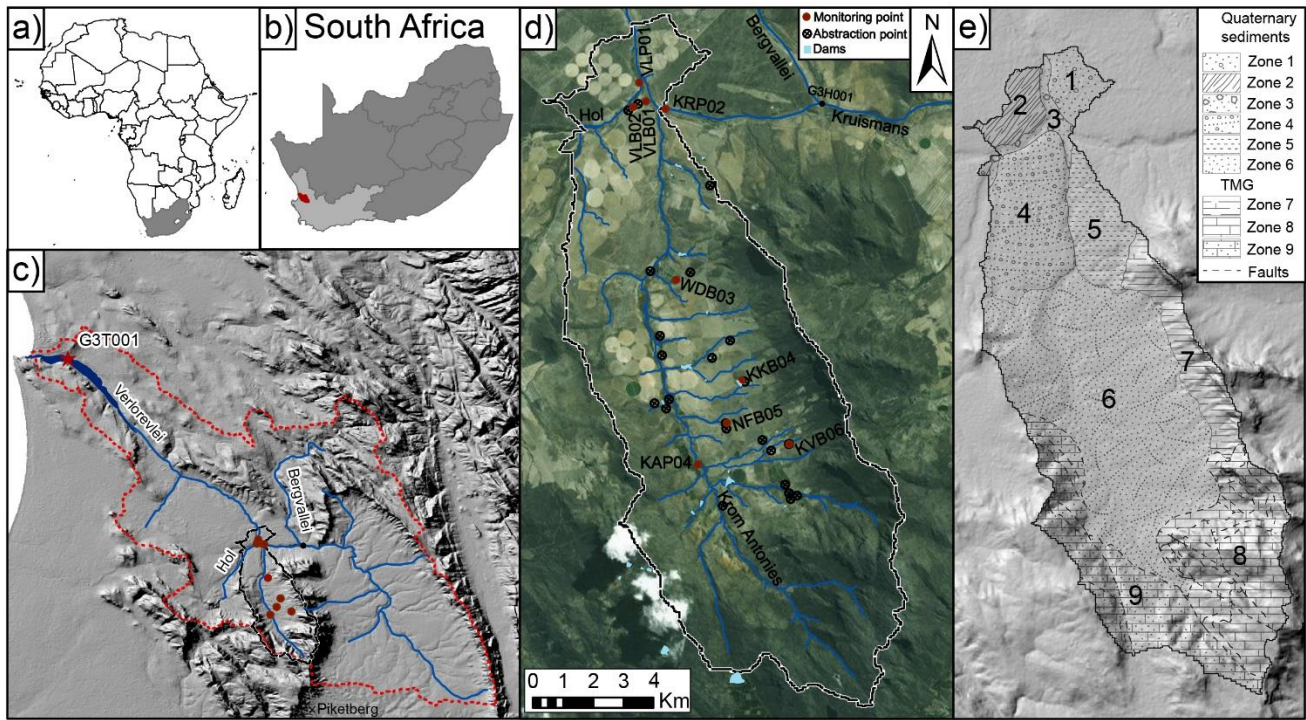 a)
b) South Africa
c)
G3T001
Verlorevlei
Bergvallei
Hol
×Piketberg
d)
Monitoring point
Abstraction point
Dams
N
Bergvallei
VLP01
G3H001
KRP02
Kruismans
Hol
VLB02
VLB01
WDB03
KKB04
NFB05
KVB06
KAP04
Krom Antonies
0 1 2 3 4
Km
e)
Quaternary
sediments
Zone 1
Zone 2
Zone 3
Zone 4
Zone 5
Zone 6
TMG
Zone 7
Zone 8
Zone 9
Faults
1
2
3
4
5
7
6
8
9